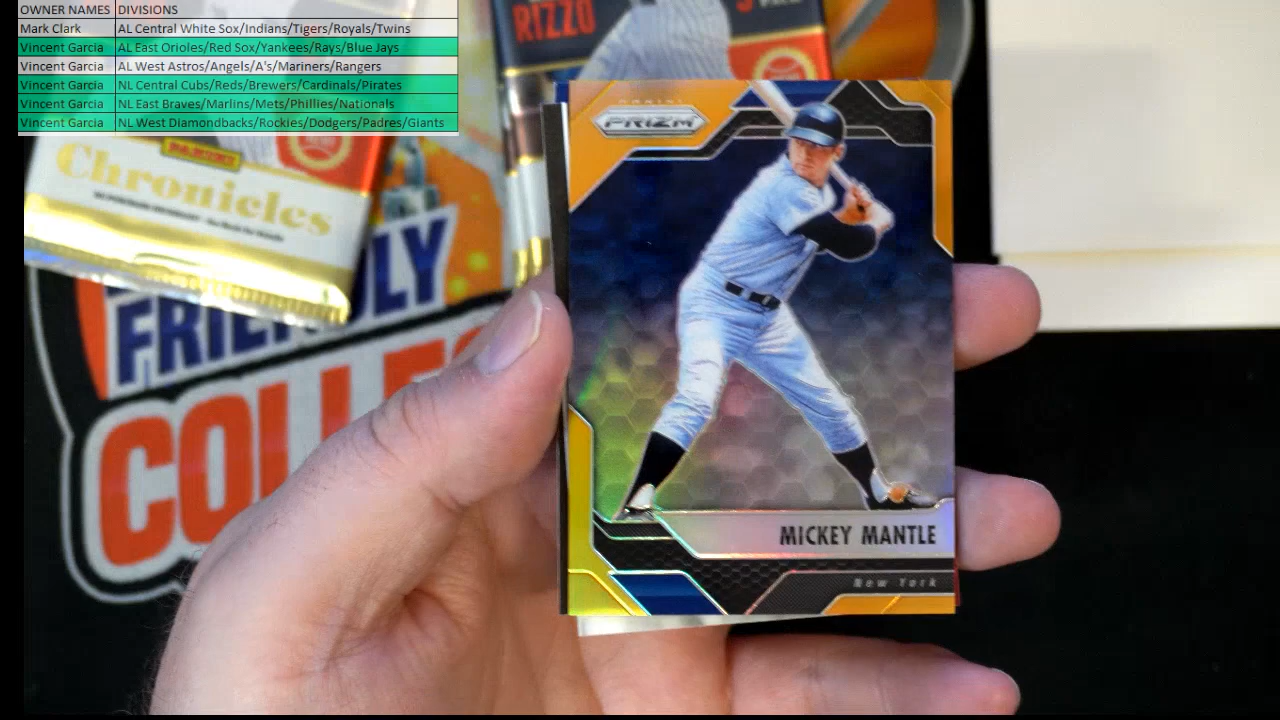 OWNER NAMES DIVISIONS
Mark Clark AL Central White Sox/Indians/Tigers/Royals/Twins
Vincent Garcia AL East Orioles/Red Sox/Yankees/Rays/Blue Jays
Vincent Garcia AL West Astros/Angels/A's/Mariners/Rangers
Vincent Garcia NL Central Cubs/Reds/Brewers/Cardinals/Pirates
Vincent Garcia NL East Braves/Marlins/Mets/Phillies/Nationals
Vincent Garcia NL West Diamondbacks/Rockies/Dodgers/Padres/Giants
RIZZO
PANINI
Chronicles
FRIENDLY
COLLE
PANINI
PRIZM
MICKEY MANTLE
New York